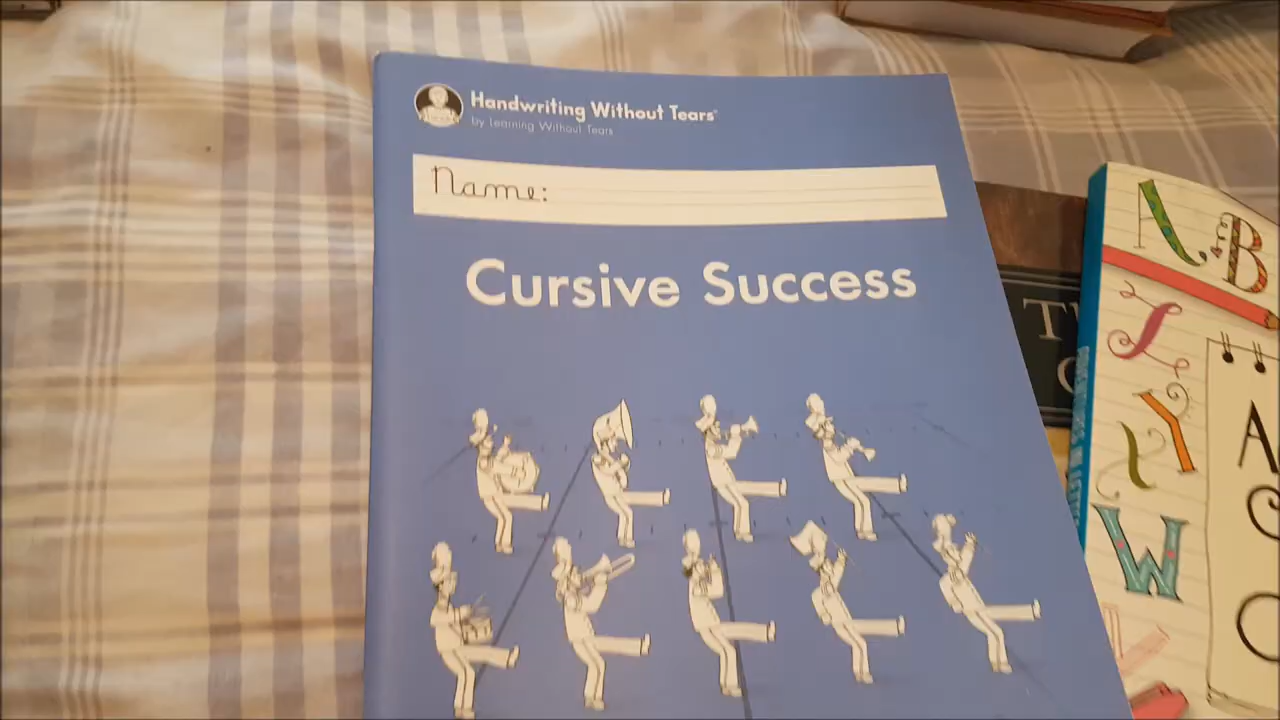 Handwriting Without Tears®
by Learning Without Tears
Name:
Cursive Success
A
B
W
A